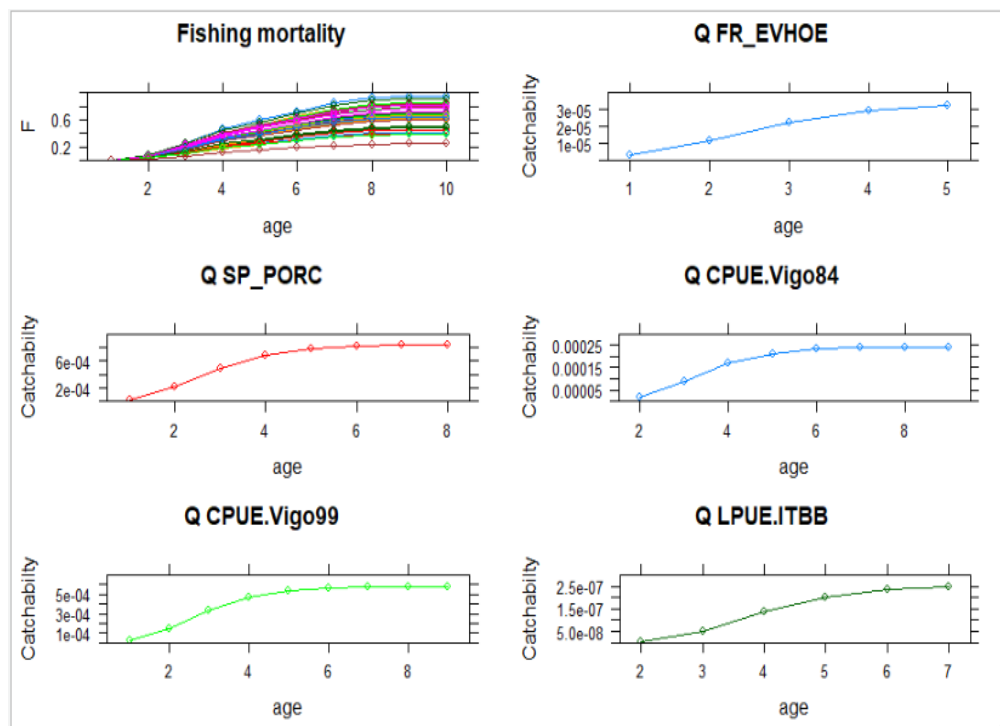 Fishing mortality
F
0.6
0.2
2 4 6 8 10
age
Q FR_EVHOE
Catchabilty
3e-05
2e-05
1e-05
1 2 3 4 5
age
Q SP_PORC
Catchabilty
6e-04
2e-04
2 4 6 8
age
Q CPUE.Vigo84
Catchabilty
0.00025
0.00015
0.00005
2 4 6 8
age
Q CPUE.Vigo99
Catchabilty
5e-04
3e-04
1e-04
2 4 6 8
age
Q LPUE.ITBB
Catchabilty
2.5e-07
1.5e-07
5.0e-08
2 3 4 5 6 7
age